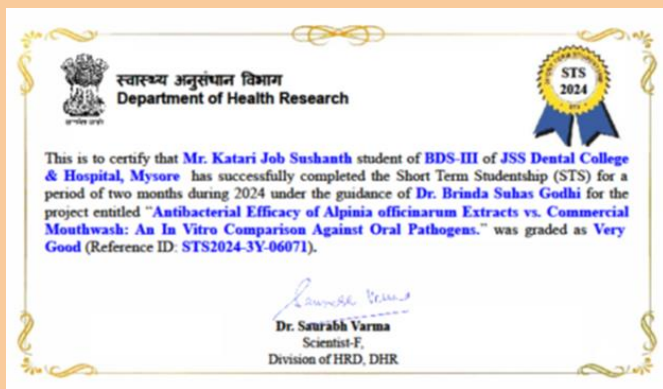 स्वास्थ्य अनुसंधान विभाग
Department of Health Research
STS
2024
This is to certify that Mr. Katari Job Sushanth student of BDS-III of JSS Dental College
& Hospital, Mysore has successfully completed the Short Term Studentship (STS) for a
period of two months during 2024 under the guidance of Dr. Brinda Suhas Godhi for the
project entitled "Antibacterial Efficacy of Alpinia officinarum Extracts vs. Commercial
Mouthwash: An In Vitro Comparison Against Oral Pathogens." was graded as Very
Good (Reference ID: STS2024-3Y-06071).
Dr. Saurabh Varma
Scientist-F,
Division of HRD, DHR